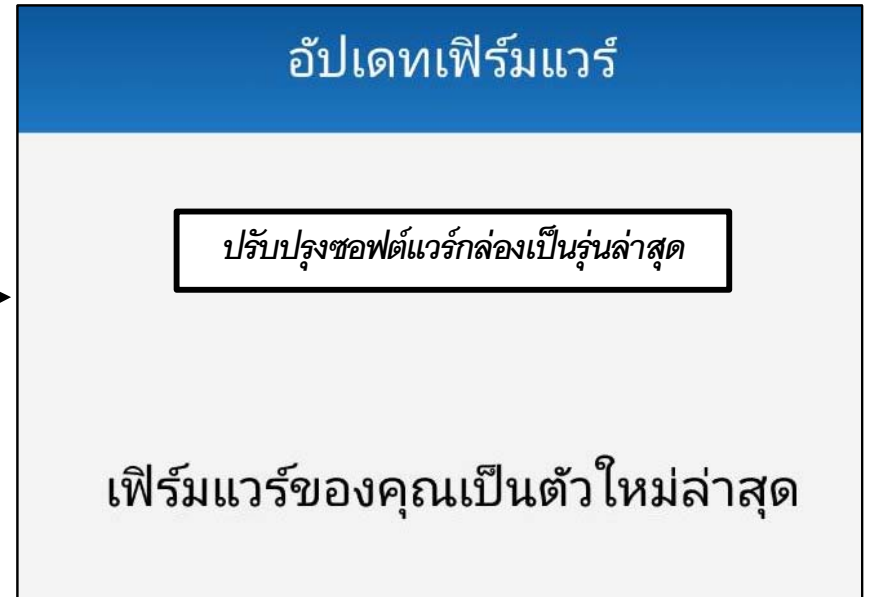 อัปเดทเฟิร์มแวร์
ปรับปรุงซอฟต์แวร์กล่องเป็นรุ่นล่าสุด
เฟิร์มแวร์ของคุณเป็นตัวใหม่ล่าสุด